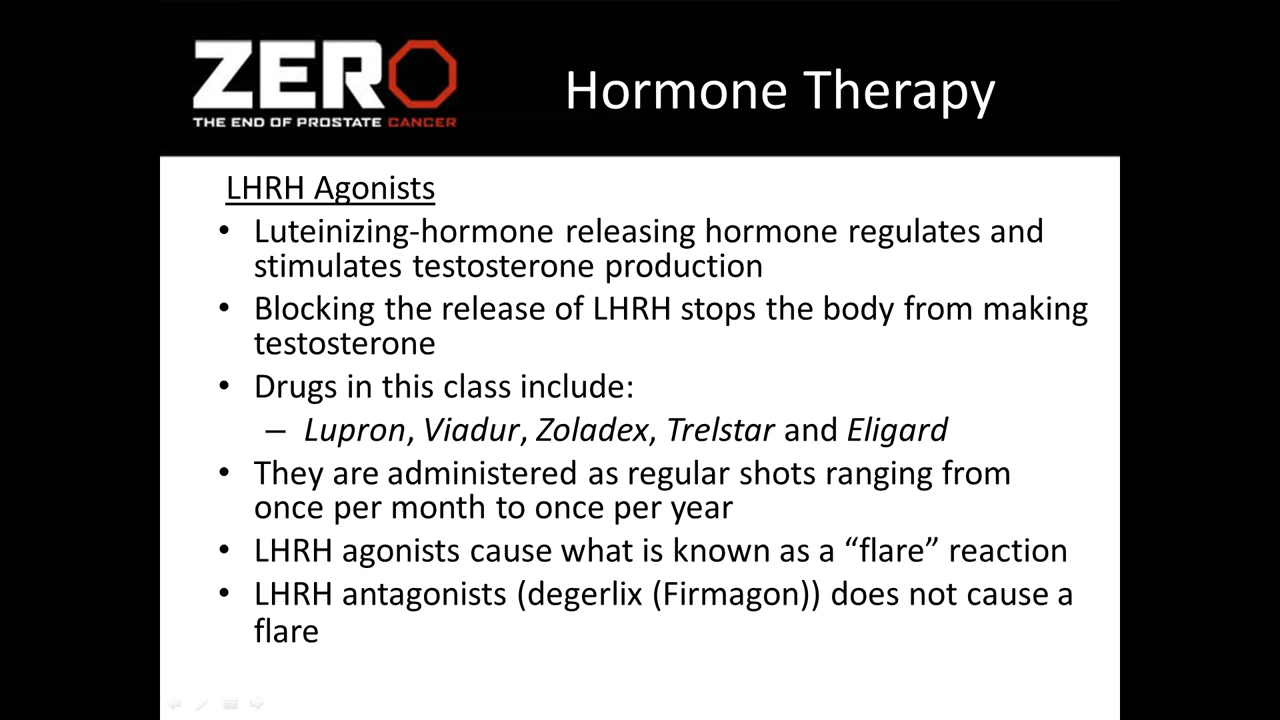 ZERO
THE END OF PROSTATE CANCER
Hormone Therapy
LHRH Agonists
• Luteinizing-hormone releasing hormone regulates and
stimulates testosterone production
• Blocking the release of LHRH stops the body from making
testosterone
• Drugs in this class include:
– Lupron, Viadur, Zoladex, Trelstar and Eligard
• They are administered as regular shots ranging from
once per month to once per year
• LHRH agonists cause what is known as a “flare” reaction
• LHRH antagonists (degerlix (Firmagon)) does not cause a
flare